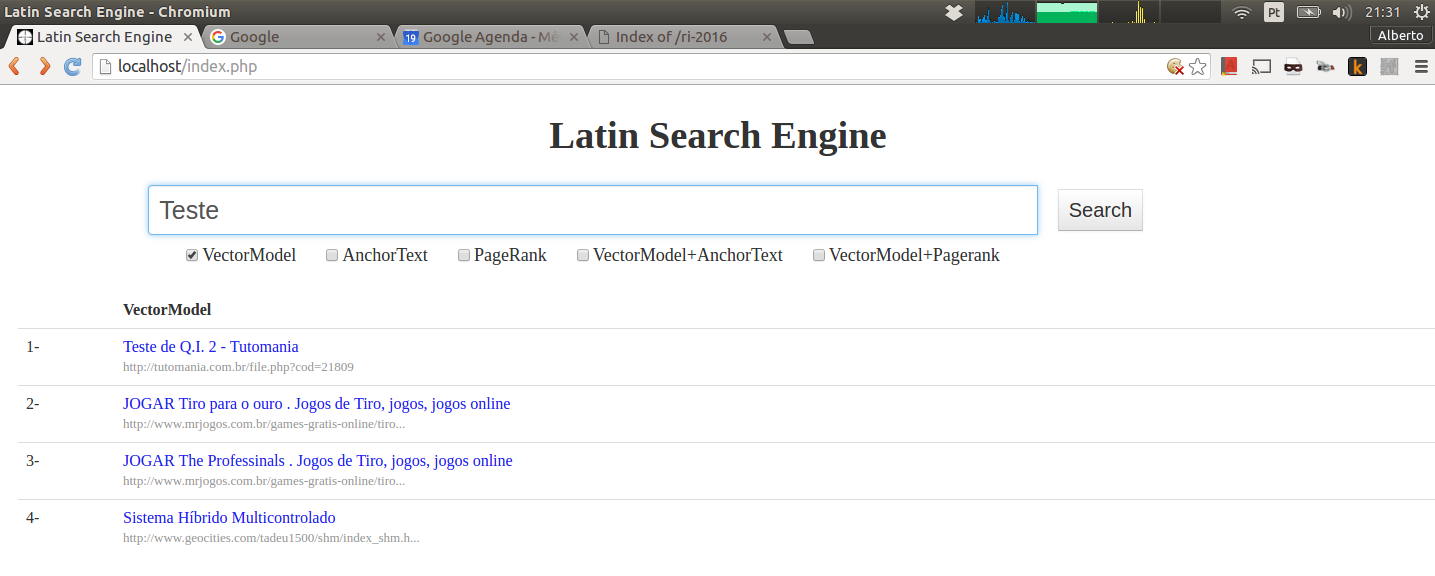 Latin Search Engine - Chromium
Pt
21:31
Latin Search Engine
Google
19 Google Agenda - Mê
Index of /ri-2016
Alberto
localhost/index.php
k
Latin Search Engine
Teste
Search
VectorModel AnchorText PageRank VectorModel+AnchorText VectorModel+Pagerank
VectorModel
1- Teste de Q.I. 2 - Tutomania
http://tutomania.com.br/file.php?cod=21809
2- JOGAR Tiro para o ouro . Jogos de Tiro, jogos, jogos online
http://www.mrjogos.com.br/games-gratis-online/tiro...
3- JOGAR The Professinals . Jogos de Tiro, jogos, jogos online
http://www.mrjogos.com.br/games-gratis-online/tiro...
4- Sistema Híbrido Multicontrolado
http://www.geocities.com/tadeu1500/shm/index_shm.h...